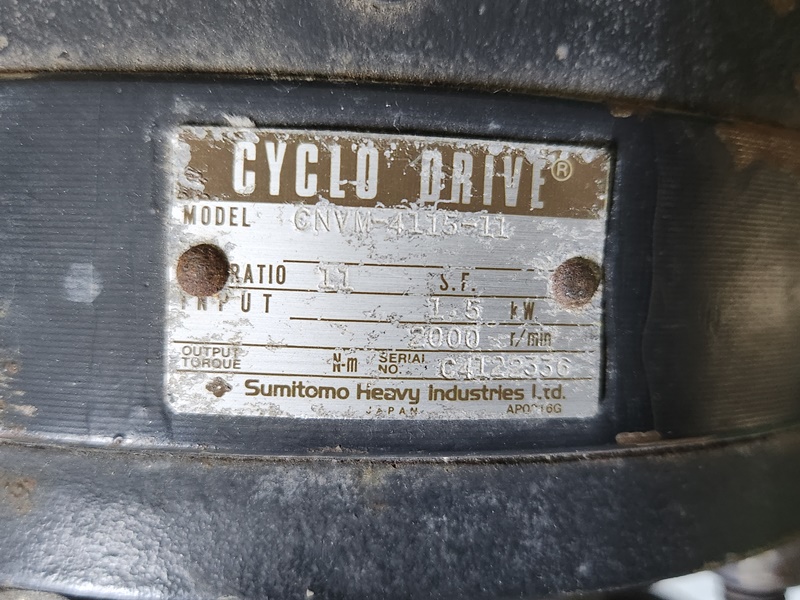 CYCLO DRIVE®
MODEL CNVM-4115-11
RATIO 11 S.F.
INPUT 1.5 kW
2000 r/min
OUTPUT TORQUE N·m SERIAL NO.
Sumitomo Heavy Industries Ltd.
JAPAN